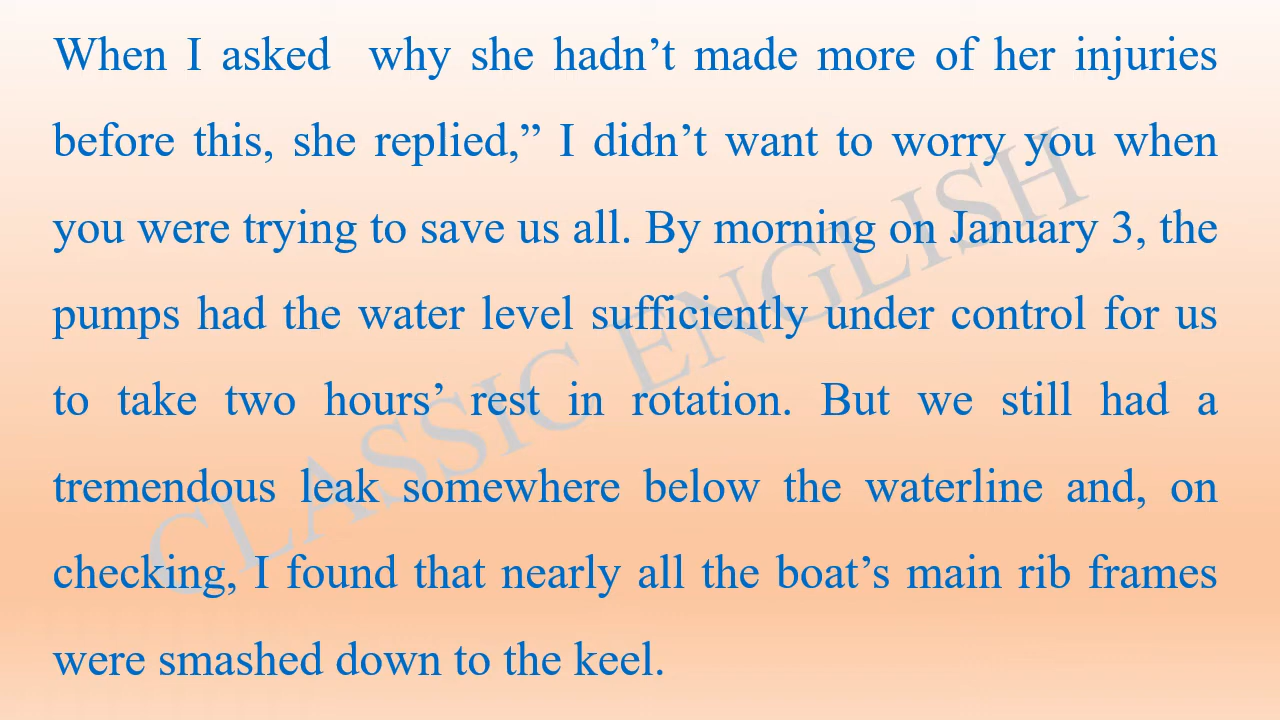 When I asked  why she hadn’t made more of her injuries
before this, she replied,” I didn’t want to worry you when
you were trying to save us all. By morning on January 3, the
pumps had the water level sufficiently under control for us
to take two hours’ rest in rotation. But we still had a
tremendous leak somewhere below the waterline and, on
checking, I found that nearly all the boat’s main rib frames
were smashed down to the keel.
CLASSIC ENGLISH